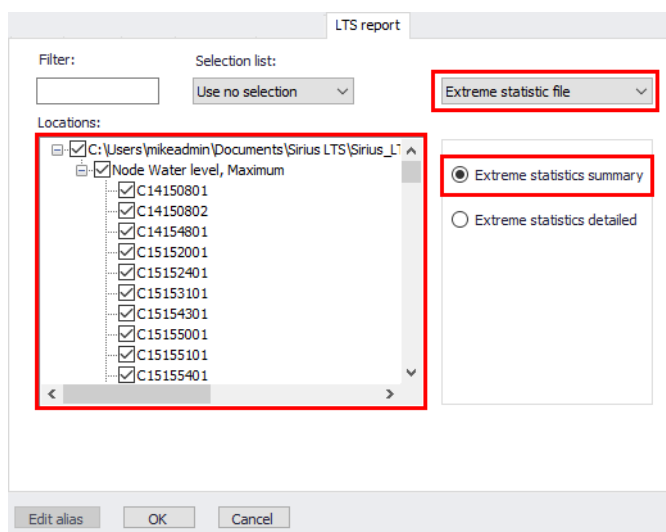 LTS report
Filter:
Selection list:
Use no selection
Extreme statistic file
Locations:
C:\Users\mikeadmin\Documents\Sirius LTS\Sirius_LT
Node Water level, Maximum
C14150801
C14150802
C14154801
C15152001
C15152401
C15153101
C15154301
C15155001
C15155101
C15155401
Extreme statistics summary
Extreme statistics detailed
Edit alias
OK
Cancel